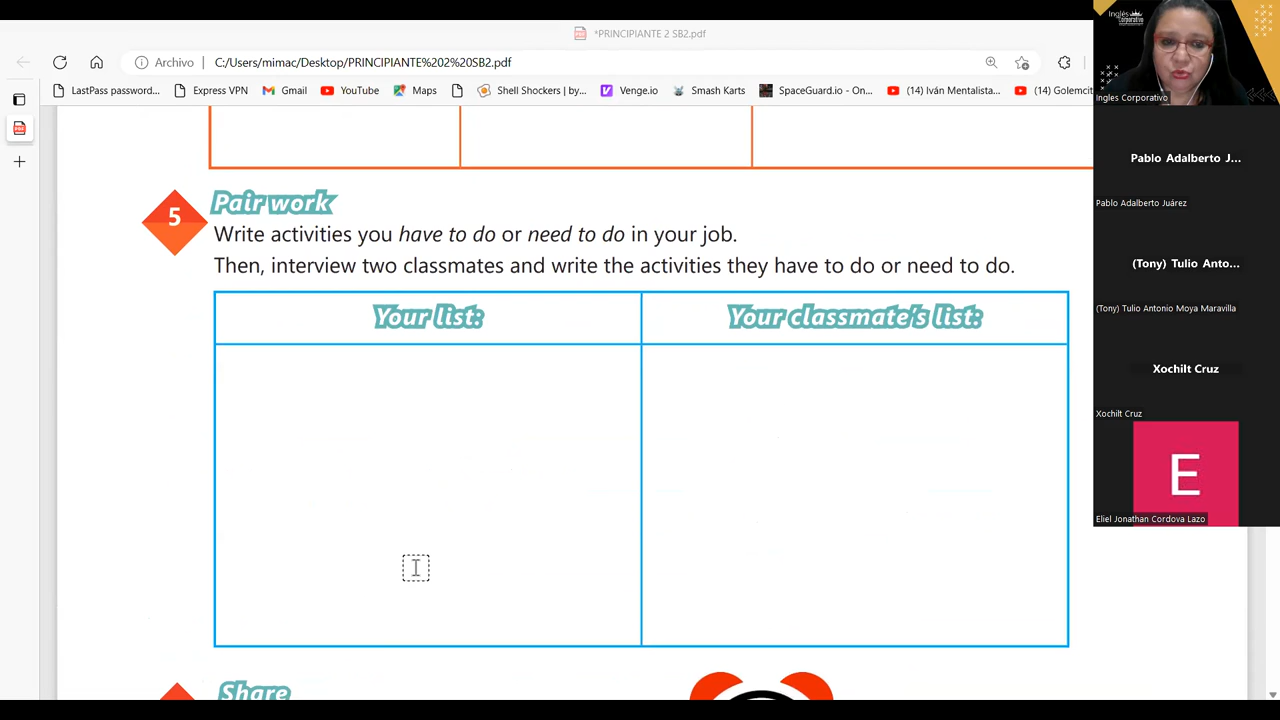 *PRINCIPIANTE 2 SB2.pdf
Archivo C:/Users/mimac/Desktop/PRINCIPIANTE%202%20SB2.pdf
LastPass password...
Express VPN
Gmail
YouTube
Maps
Shell Shockers | by...
Venge.io
Smash Karts
SpaceGuard.io - On...
(14) Iván Mentalista...
(14) Golemcit
5 Pair work
Write activities you have to do or need to do in your job.
Then, interview two classmates and write the activities they have to do or need to do.
Your list:
Your classmate's list:
Share
Inglés
Corporativo
Ingles Corporativo
Pablo Adalberto J...
Pablo Adalberto Juárez
(Tony) Tulio Anto...
(Tony) Tulio Antonio Moya Maravilla
Xochilt Cruz
Xochilt Cruz
E
Eliel Jonathan Cordova Lazo